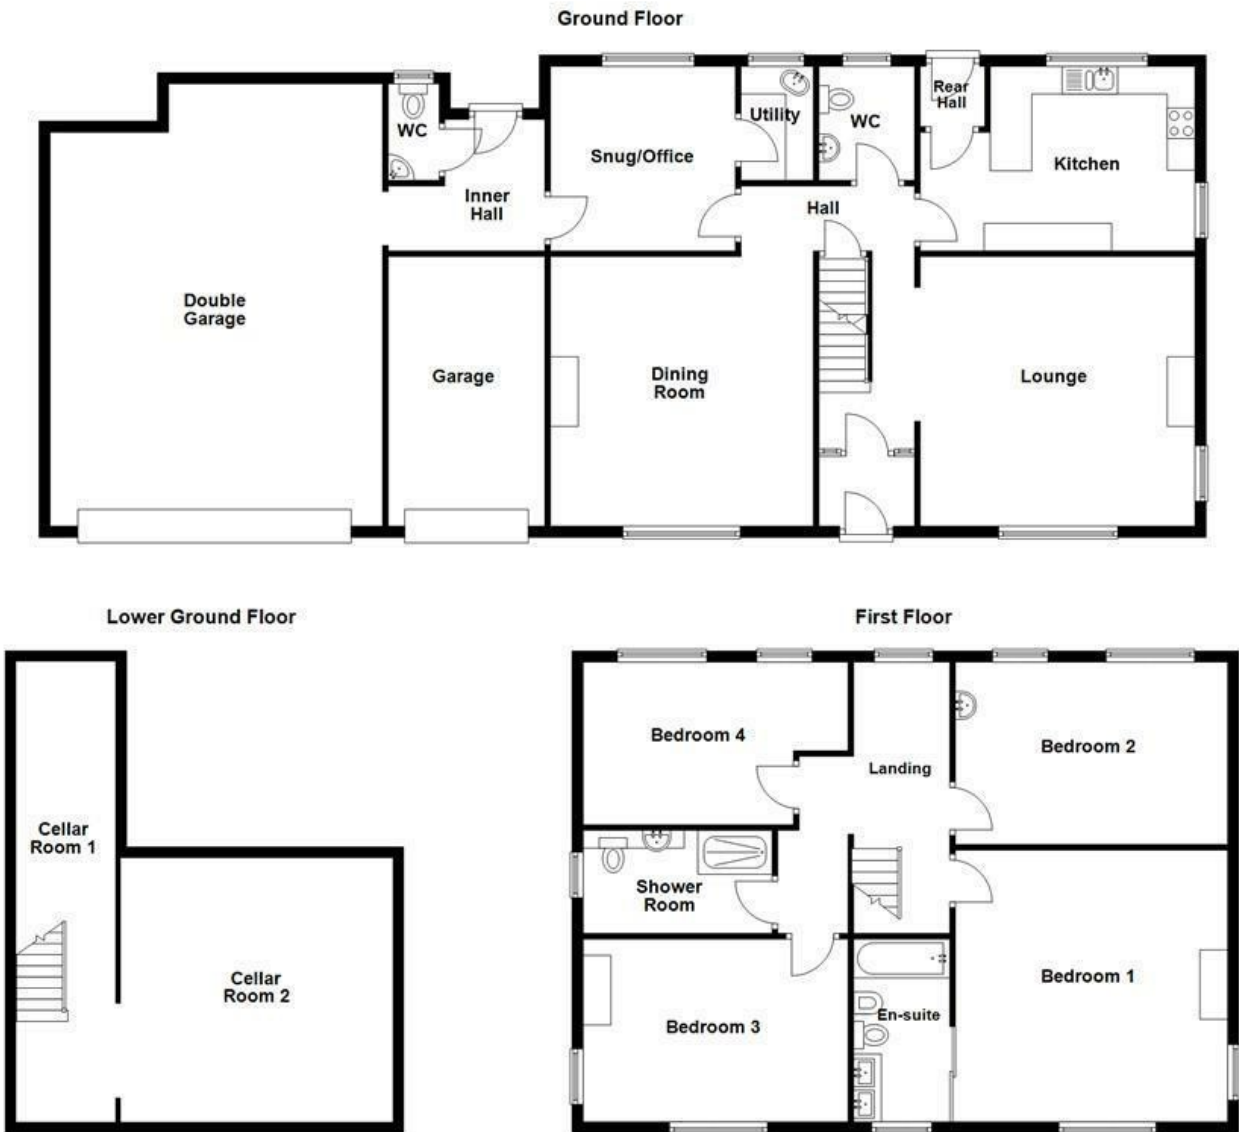 Ground Floor
WC
Inner
Hall
Snug/Office
Utility
WC
Rear
Hall
Kitchen
Hall
Double
Garage
Garage
Dining
Room
Lounge
Lower Ground Floor
Cellar
Room 1
Cellar
Room 2
First Floor
Bedroom 4
Landing
Bedroom 2
Shower
Room
Bedroom 3
En-suite
Bedroom 1